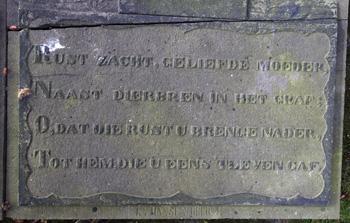 RUST ZACHT, GELIEFDE MOEDER
NAAST DIERBREN IN HET GRAF:
O, DAT DIE RUST U BRENGE NADER,
TOT HEM, DIE U EENS 'T LEVEN GAF.